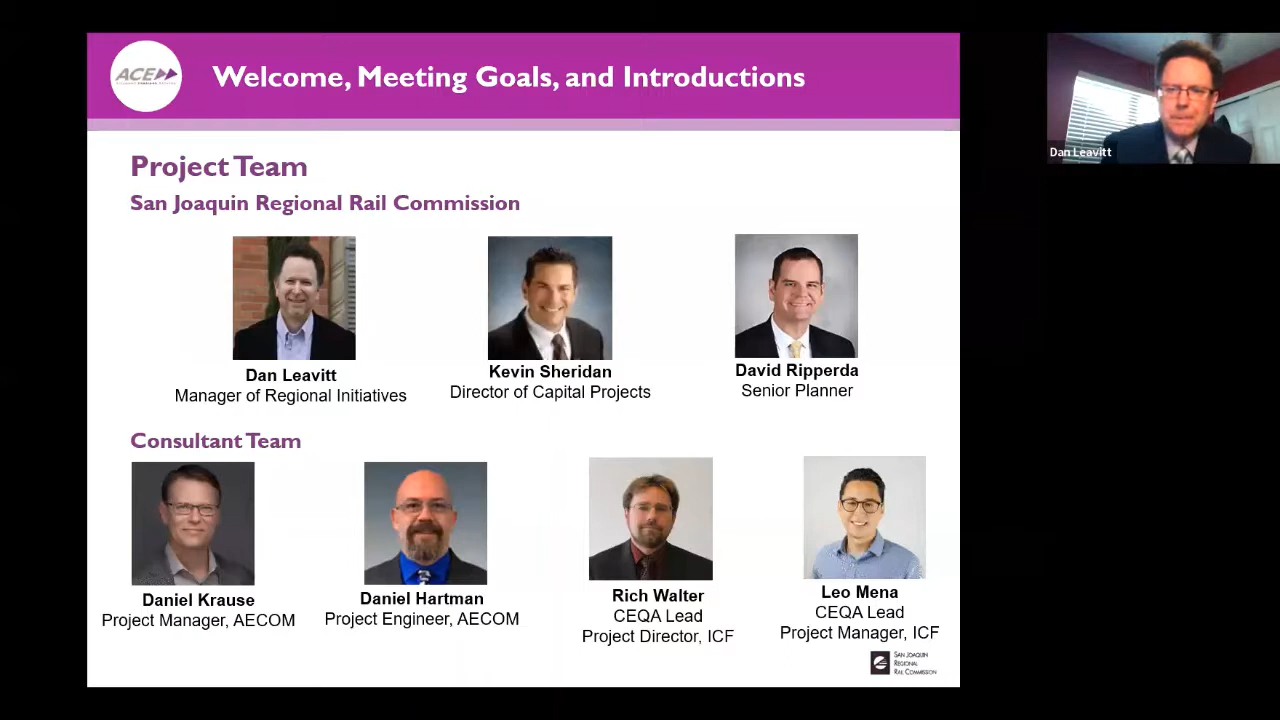 ACE
Welcome, Meeting Goals, and Introductions
Dan Leavitt
Project Team
San Joaquin Regional Rail Commission
Dan Leavitt
Manager of Regional Initiatives
Kevin Sheridan
Director of Capital Projects
David Ripperda
Senior Planner
Consultant Team
Daniel Krause
Project Manager, AECOM
Daniel Hartman
Project Engineer, AECOM
Rich Walter
CEQA Lead
Project Director, ICF
Leo Mena
CEQA Lead
Project Manager, ICF
San Joaquin
Regional
Rail Commission